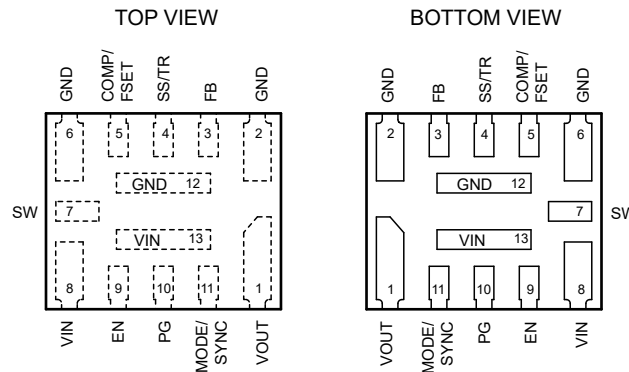 TOP VIEW
GND
COMP/
FSET
SS/TR
FB
GND
6
5
4
3
2
GND 12
SW
7
VIN 13
8
9
10
11
1
VIN
EN
PG
MODE/
SYNC
VOUT
BOTTOM VIEW
GND
FB
SS/TR
COMP/
FSET
GND
2
3
4
5
6
GND 12
7
SW
VIN 13
1
11
10
9
8
VOUT
MODE/
SYNC
PG
EN
VIN